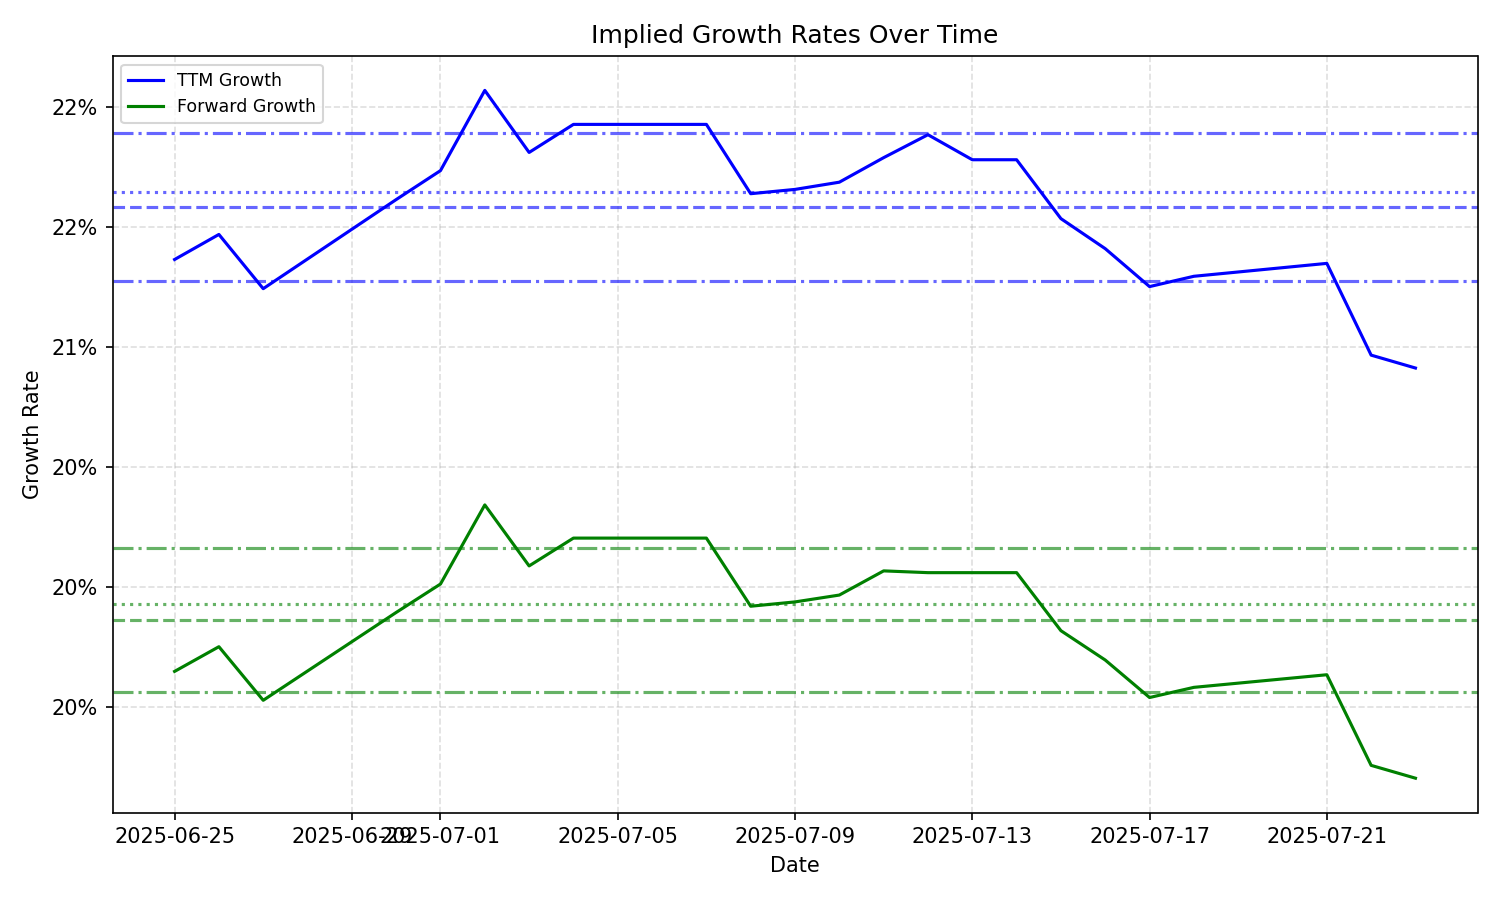 Implied Growth Rates Over Time
TTM Growth
Forward Growth
22%
22%
21%
20%
20%
20%
Growth Rate
2025-06-25
2025-06-29
2025-07-01
2025-07-05
2025-07-09
2025-07-13
2025-07-17
2025-07-21
Date